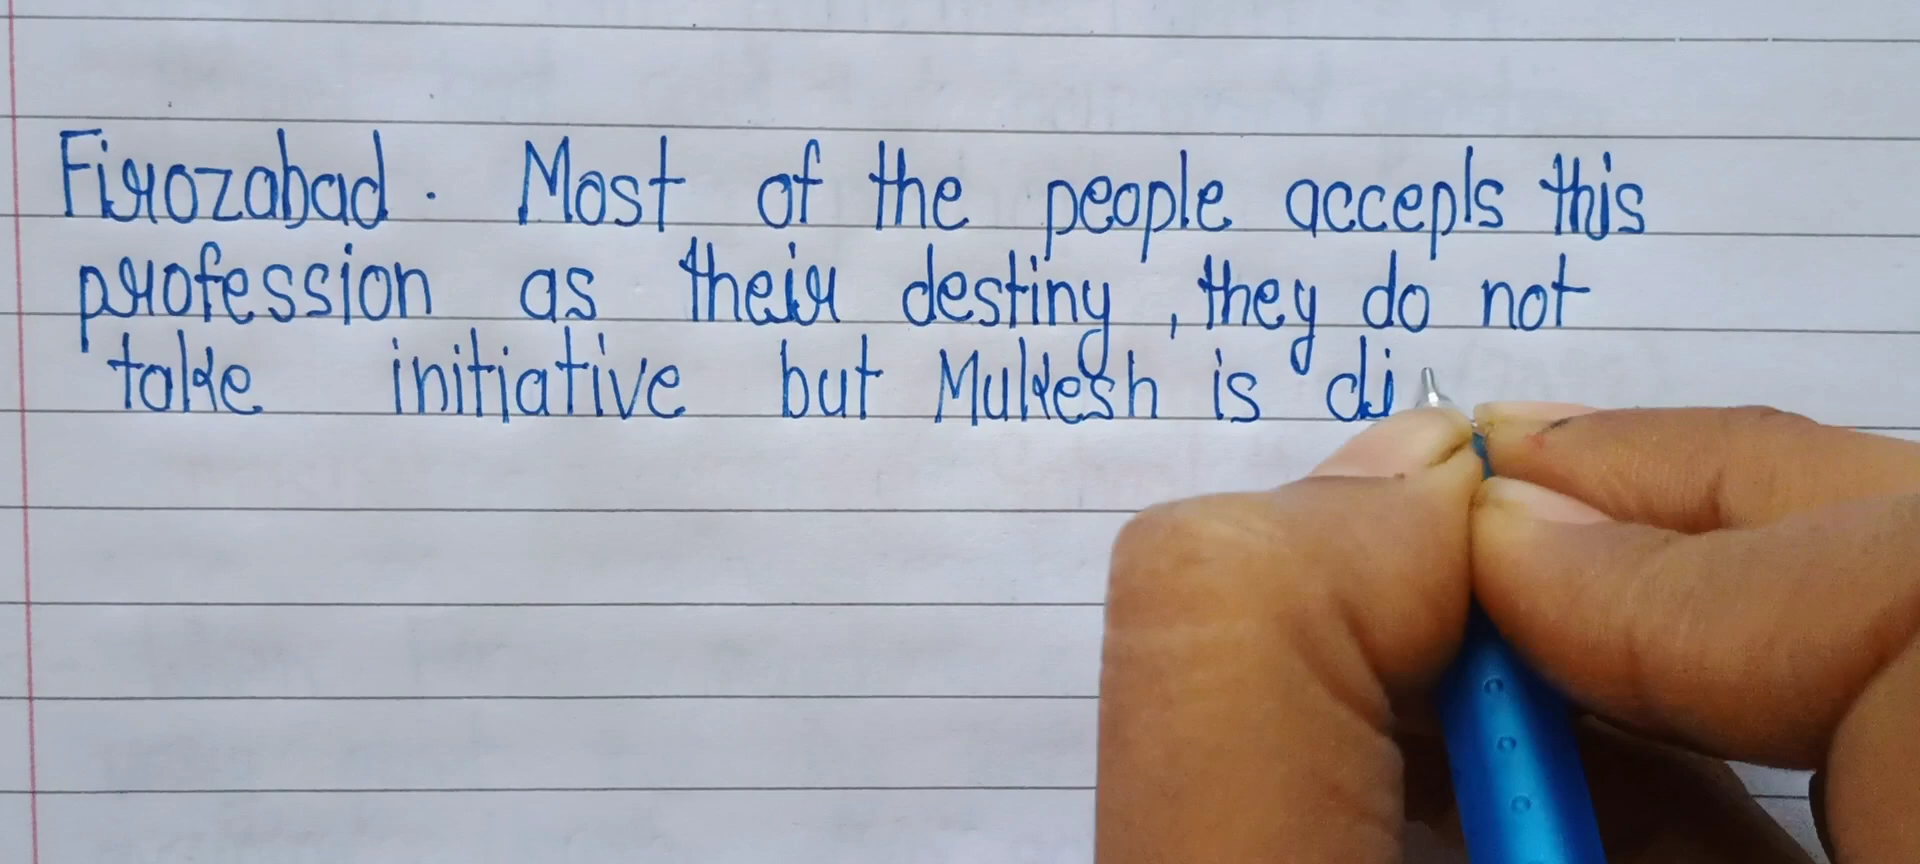 Firozabad. Most of the people accepts this
profession as their destiny, they do not
take initiative but Mukesh is di